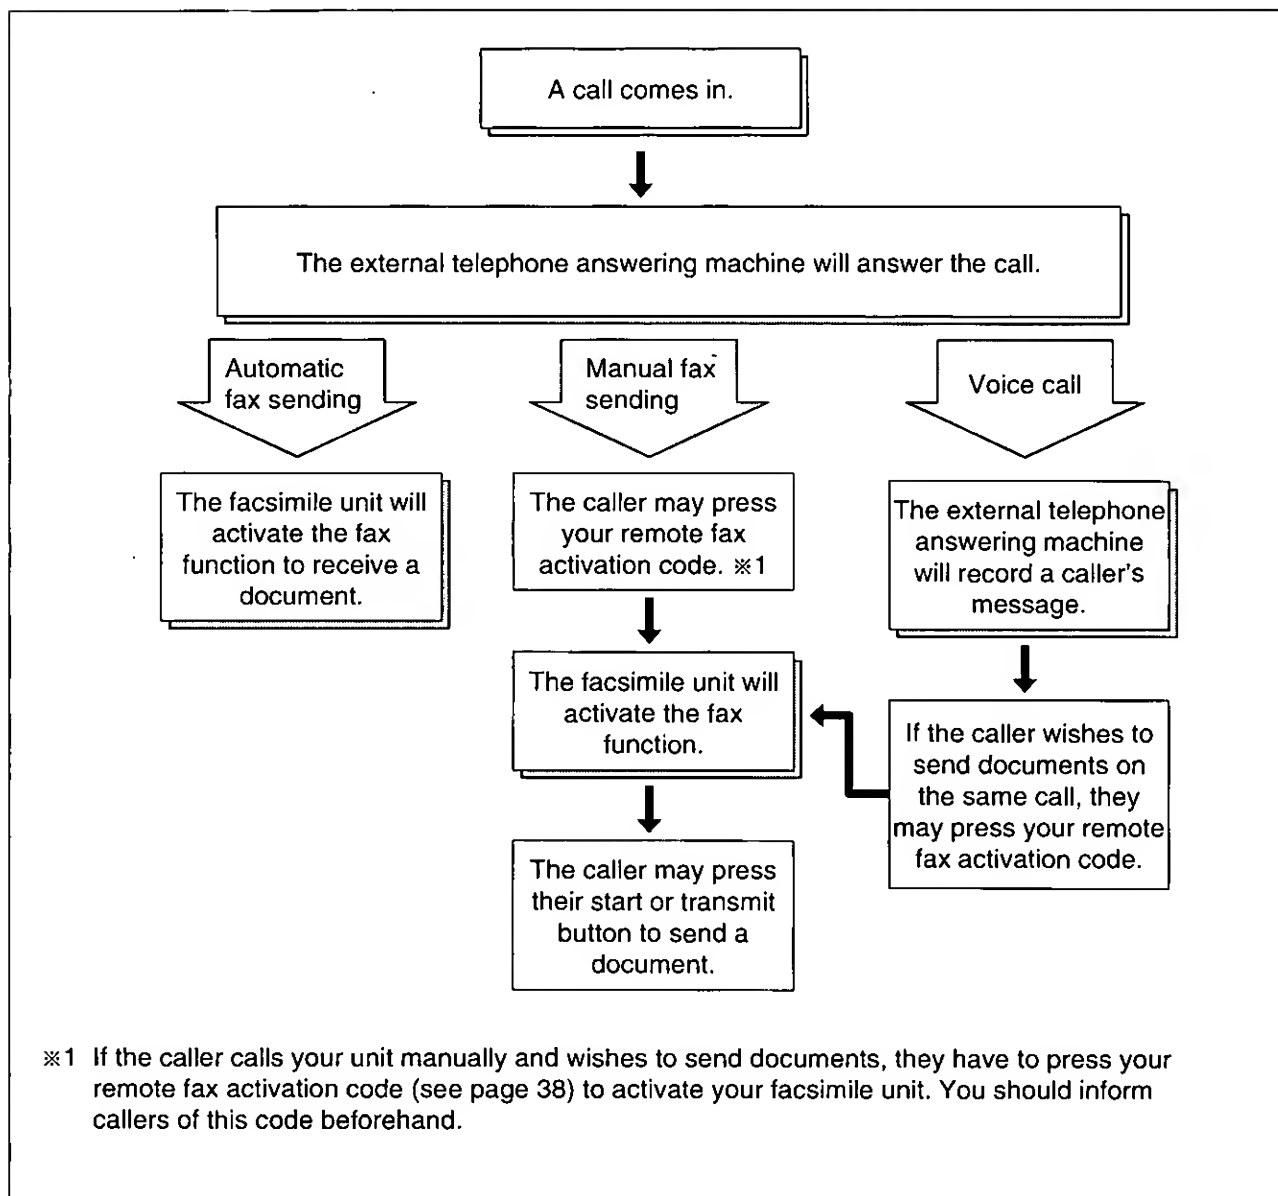 A call comes in.
The external telephone answering machine will answer the call.
Automatic
fax sending
Manual fax
sending
Voice call
The facsimile unit will
activate the fax
function to receive a
document.
The caller may press
your remote fax
activation code. ※1
The external telephone
answering machine
will record a caller's
message.
The facsimile unit will
activate the fax
function.
If the caller wishes to
send documents on
the same call, they
may press your remote
fax activation code.
The caller may press
their start or transmit
button to send a
document.
※1 If the caller calls your unit manually and wishes to send documents, they have to press your
remote fax activation code (see page 38) to activate your facsimile unit. You should inform
callers of this code beforehand.